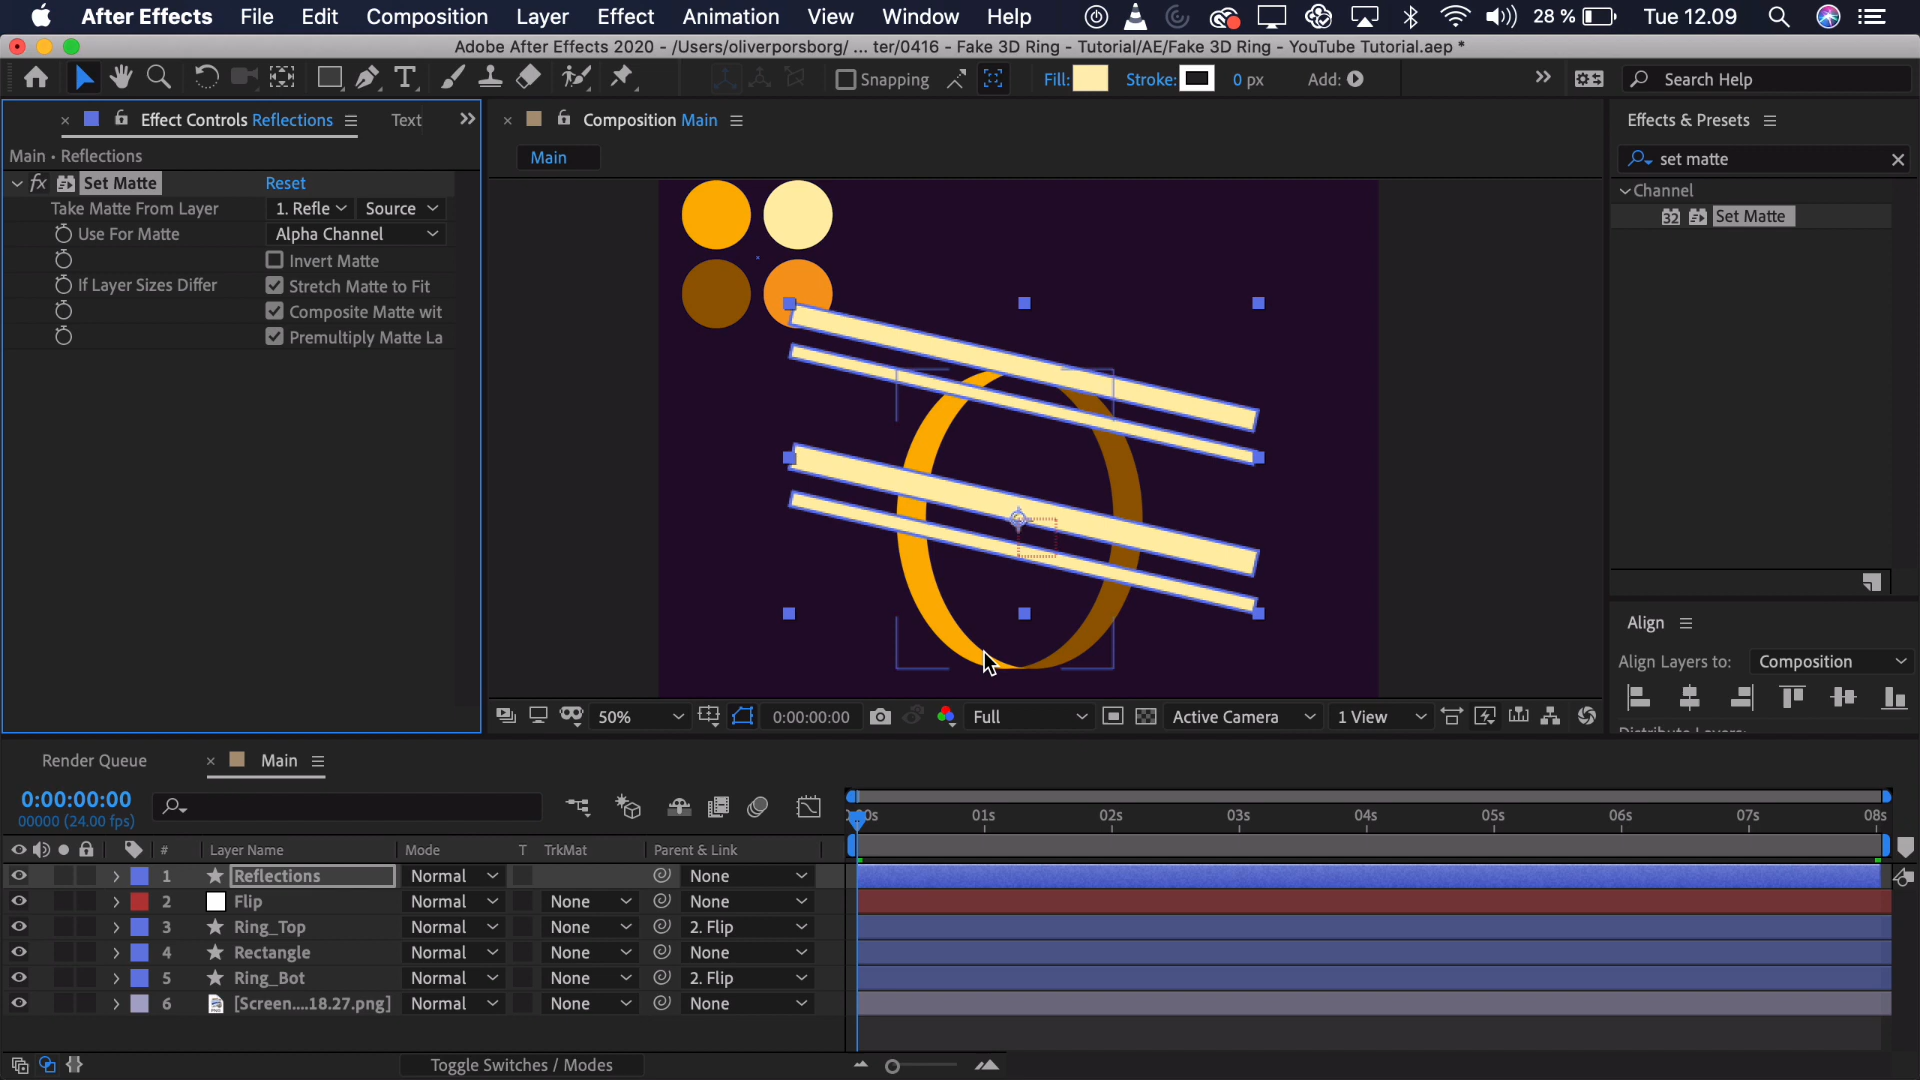 After Effects File Edit Composition Layer Effect Animation View Window Help 28 % Tue 12.09
Adobe After Effects 2020 - /Users/oliverporsborg/ ... ter/0416 - Fake 3D Ring - Tutorial/AE/Fake 3D Ring - YouTube Tutorial.aep *
Snapping Fill: Stroke: 0 px Add: Search Help
Effect Controls Reflections Text
Main • Reflections
fx Set Matte Reset
Take Matte From Layer 1. Refle Source
Use For Matte Alpha Channel
Invert Matte
If Layer Sizes Differ Stretch Matte to Fit
Composite Matte wit
Premultiply Matte La
Composition Main
Main
50% 0:00:00:00 Full Active Camera 1 View
Effects & Presets
set matte
Channel
32 Set Matte
Align
Align Layers to: Composition
Render Queue Main
0:00:00:00
00000 (24.00 fps)
01s 02s 03s 04s 05s 06s 07s 08s
# Layer Name Mode T TrkMat Parent & Link
1 Reflections Normal None
2 Flip Normal None None
3 Ring_Top Normal None 2. Flip
4 Rectangle Normal None None
5 Ring_Bot Normal None 2. Flip
6 [Screen....18.27.png] Normal None None
Toggle Switches / Modes